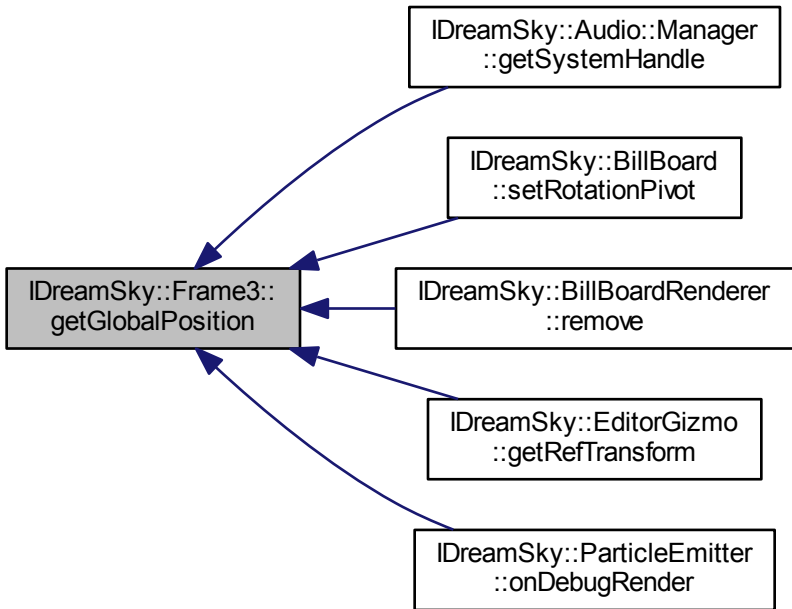 IDreamSky::Audio::Manager
::getSystemHandle
IDreamSky::BillBoard
::setRotationPivot
IDreamSky::Frame3::
getGlobalPosition
IDreamSky::BillBoardRenderer
::remove
IDreamSky::EditorGizmo
::getRefTransform
IDreamSky::ParticleEmitter
::onDebugRender